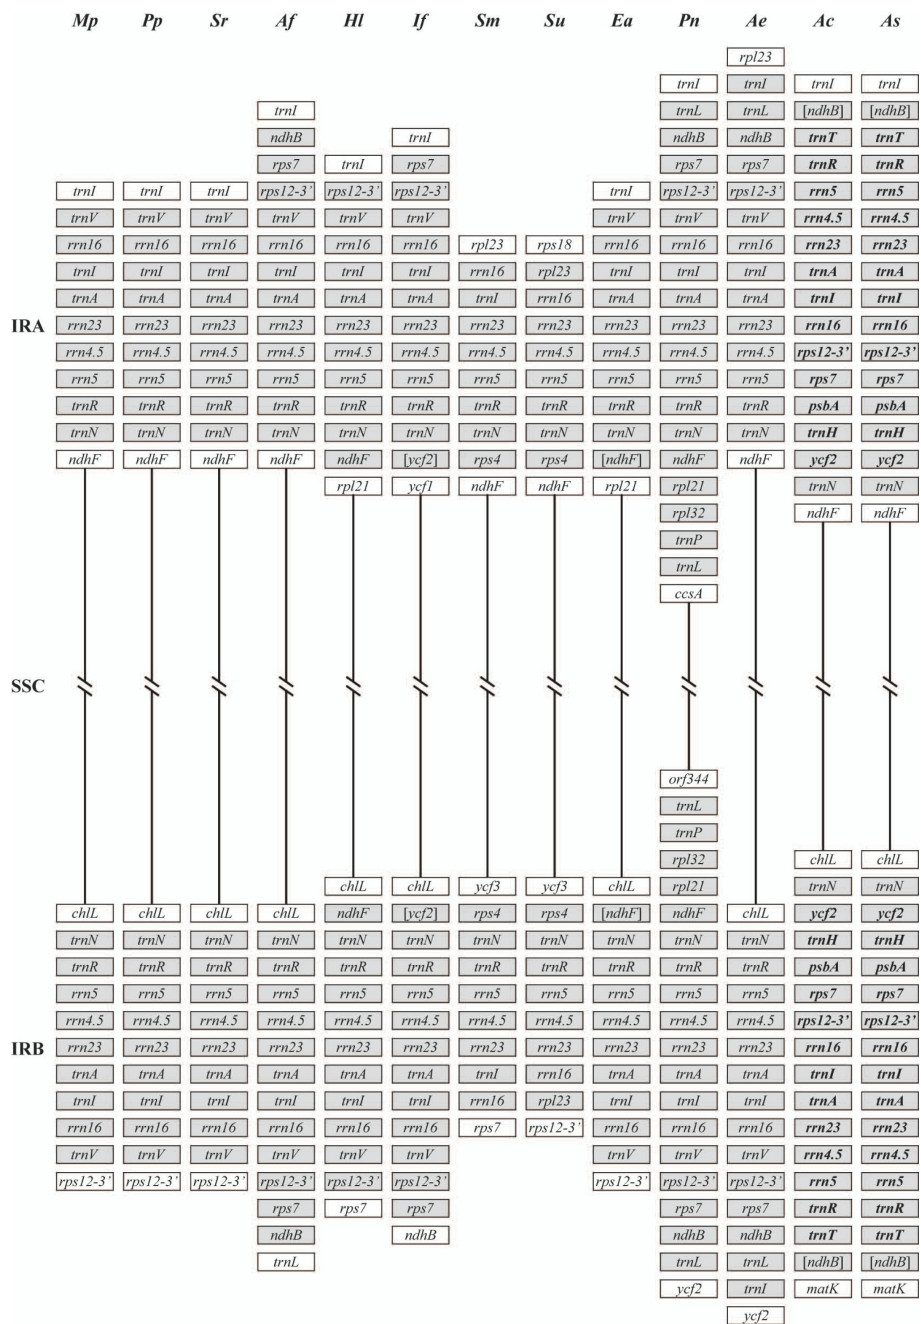 Mp Pp Sr Af Hl If Sm Su Ea Pn Ae Ac As
rpl23
trnI trnI trnI trnI
trnI trnL trnL [ndhB] [ndhB]
ndhB trnI ndhB ndhB trnT trnT
rps7 trnI rps7 rps7 rps7 trnR trnR
trnI trnI trnI rps12-3’ rps12-3’ rps12-3’ trnI rps12-3’ rps12-3’ rrn5 rrn5
trnV trnV trnV trnV trnV trnV trnV trnV trnV rrn4.5 rrn4.5
rrn16 rrn16 rrn16 rrn16 rrn16 rrn16 rpl23 rps18 rrn16 rrn16 rrn16 rrn23 rrn23
trnI trnI trnI trnI trnI trnI rrn16 rpl23 trnI trnI trnI trnA trnA
trnA trnA trnA trnA trnA trnA trnI rrn16 trnA trnA trnA trnI trnI
IRA rrn23 rrn23 rrn23 rrn23 rrn23 rrn23 rrn23 rrn23 rrn23 rrn23 rrn23 rrn16 rrn16
rrn4.5 rrn4.5 rrn4.5 rrn4.5 rrn4.5 rrn4.5 rrn4.5 rrn4.5 rrn4.5 rrn4.5 rrn4.5 rps12-3’ rps12-3’
rrn5 rrn5 rrn5 rrn5 rrn5 rrn5 rrn5 rrn5 rrn5 rrn5 rrn5 rps7 rps7
trnR trnR trnR trnR trnR trnR trnR trnR trnR trnR trnR psbA psbA
trnN trnN trnN trnN trnN trnN trnN trnN trnN trnN trnN trnH trnH
ndhF ndhF ndhF ndhF ndhF [ycf2] rps4 rps4 [ndhF] ndhF ndhF ycf2 ycf2
rpl21 ycf1 ndhF ndhF rpl21 rpl21 trnN trnN
rpl32 ndhF ndhF
trnP
trnL
ccsA
SSC
orf344
trnL
trnP
rpl32 chlL chlL
chlL chlL ycf3 ycf3 chlL rpl21 trnN trnN
chlL chlL chlL chlL ndhF [ycf2] rps4 rps4 [ndhF] ndhF chlL ycf2 ycf2
trnN trnN trnN trnN trnN trnN trnN trnN trnN trnN trnN trnH trnH
trnR trnR trnR trnR trnR trnR trnR trnR trnR trnR trnR psbA psbA
rrn5 rrn5 rrn5 rrn5 rrn5 rrn5 rrn5 rrn5 rrn5 rrn5 rrn5 rps7 rps7
rrn4.5 rrn4.5 rrn4.5 rrn4.5 rrn4.5 rrn4.5 rrn4.5 rrn4.5 rrn4.5 rrn4.5 rrn4.5 rps12-3’ rps12-3’
IRB rrn23 rrn23 rrn23 rrn23 rrn23 rrn23 rrn23 rrn23 rrn23 rrn23 rrn23 rrn16 rrn16
trnA trnA trnA trnA trnA trnA trnI rrn16 trnA trnA trnA trnI trnI
trnI trnI trnI trnI trnI trnI rrn16 rpl23 trnI trnI trnI trnA trnA
rrn16 rrn16 rrn16 rrn16 rrn16 rrn16 rps7 rps12-3’ rrn16 rrn16 rrn16 rrn23 rrn23
trnV trnV trnV trnV trnV trnV trnV trnV trnV rrn4.5 rrn4.5
rps12-3’ rps12-3’ rps12-3’ rps12-3’ rps12-3’ rps12-3’ rps12-3’ rps12-3’ rps12-3’ rrn5 rrn5
rps7 rps7 rps7 rps7 rps7 trnR trnR
ndhB ndhB ndhB ndhB trnT trnT
trnL trnL trnL [ndhB] [ndhB]
ycf2 trnI matK matK
ycf2